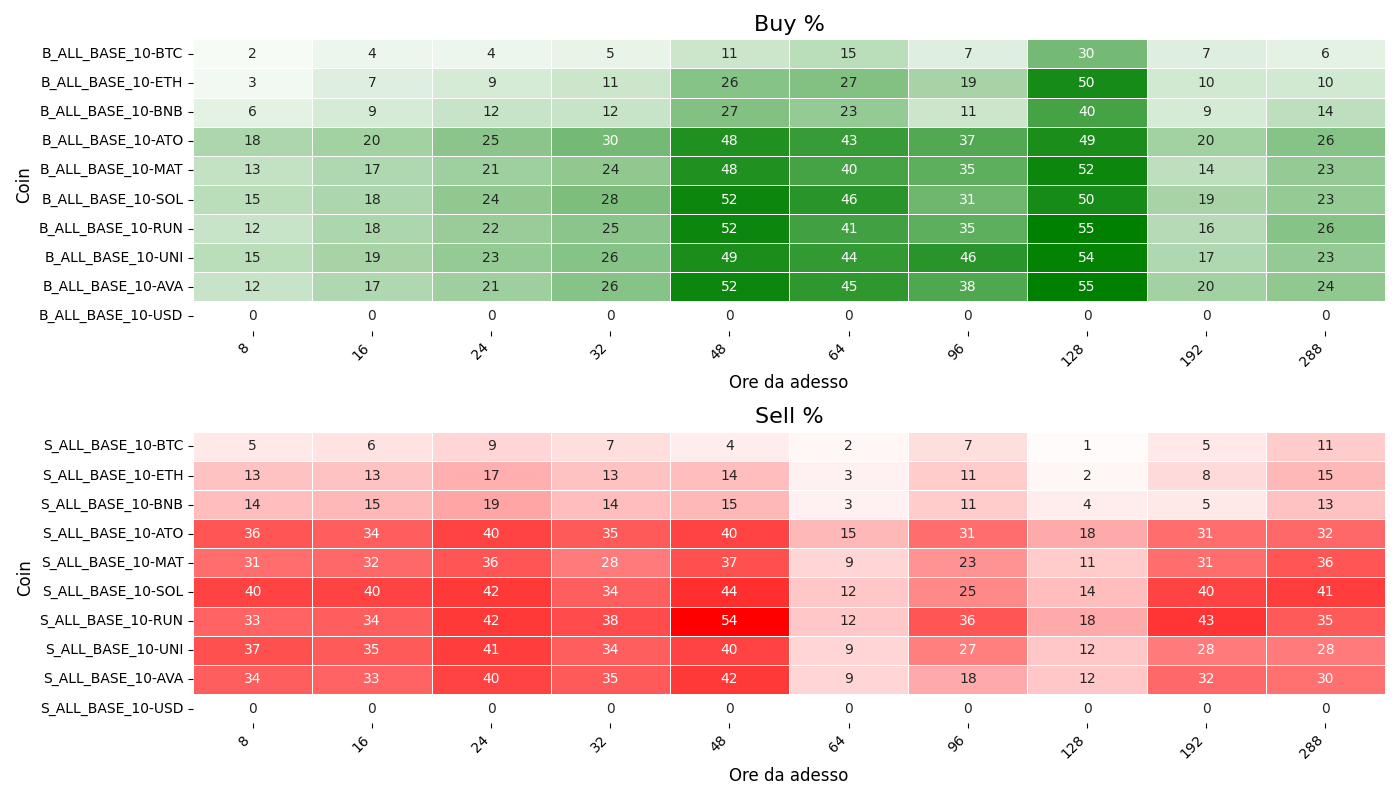 Buy %
Coin
B_ALL_BASE_10-BTC 2 4 4 5 11 15 7 30 7 6
B_ALL_BASE_10-ETH 3 7 9 11 26 27 19 50 10 10
B_ALL_BASE_10-BNB 6 9 12 12 27 23 11 40 9 14
B_ALL_BASE_10-ATO 18 20 25 30 48 43 37 49 20 26
B_ALL_BASE_10-MAT 13 17 21 24 48 40 35 52 14 23
B_ALL_BASE_10-SOL 15 18 24 28 52 46 31 50 19 23
B_ALL_BASE_10-RUN 12 18 22 25 52 41 35 55 16 26
B_ALL_BASE_10-UNI 15 19 23 26 49 44 46 54 17 23
B_ALL_BASE_10-AVA 12 17 21 26 52 45 38 55 20 24
B_ALL_BASE_10-USD 0 0 0 0 0 0 0 0 0 0
8 16 24 32 48 64 96 128 192 288
Ore da adesso
Sell %
Coin
S_ALL_BASE_10-BTC 5 6 9 7 4 2 7 1 5 11
S_ALL_BASE_10-ETH 13 13 17 13 14 3 11 2 8 15
S_ALL_BASE_10-BNB 14 15 19 14 15 3 11 4 5 13
S_ALL_BASE_10-ATO 36 34 40 35 40 15 31 18 31 32
S_ALL_BASE_10-MAT 31 32 36 28 37 9 23 11 31 36
S_ALL_BASE_10-SOL 40 40 42 34 44 12 25 14 40 41
S_ALL_BASE_10-RUN 33 34 42 38 54 12 36 18 43 35
S_ALL_BASE_10-UNI 37 35 41 34 40 9 27 12 28 28
S_ALL_BASE_10-AVA 34 33 40 35 42 9 18 12 32 30
S_ALL_BASE_10-USD 0 0 0 0 0 0 0 0 0 0
8 16 24 32 48 64 96 128 192 288
Ore da adesso